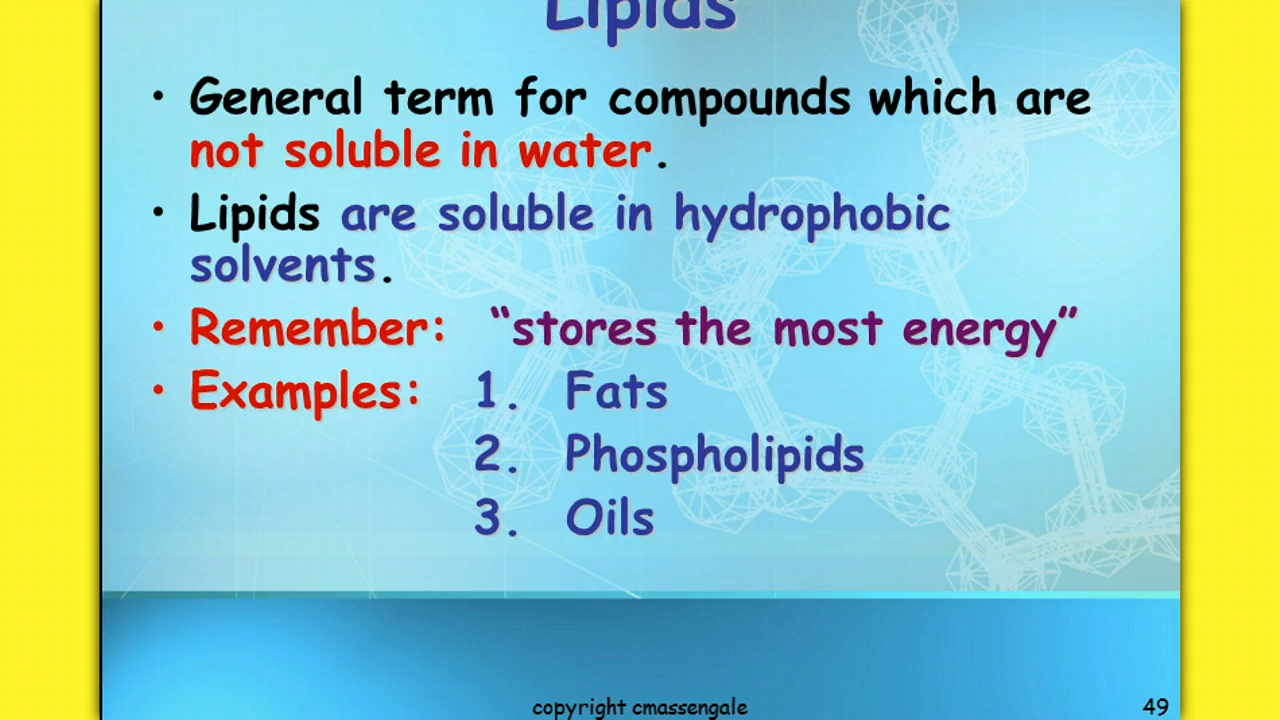 Lipids
• General term for compounds which are
not soluble in water.
• Lipids are soluble in hydrophobic
solvents.
• Remember: “stores the most energy”
• Examples: 1. Fats
2. Phospholipids
3. Oils
copyright cmassengale 49